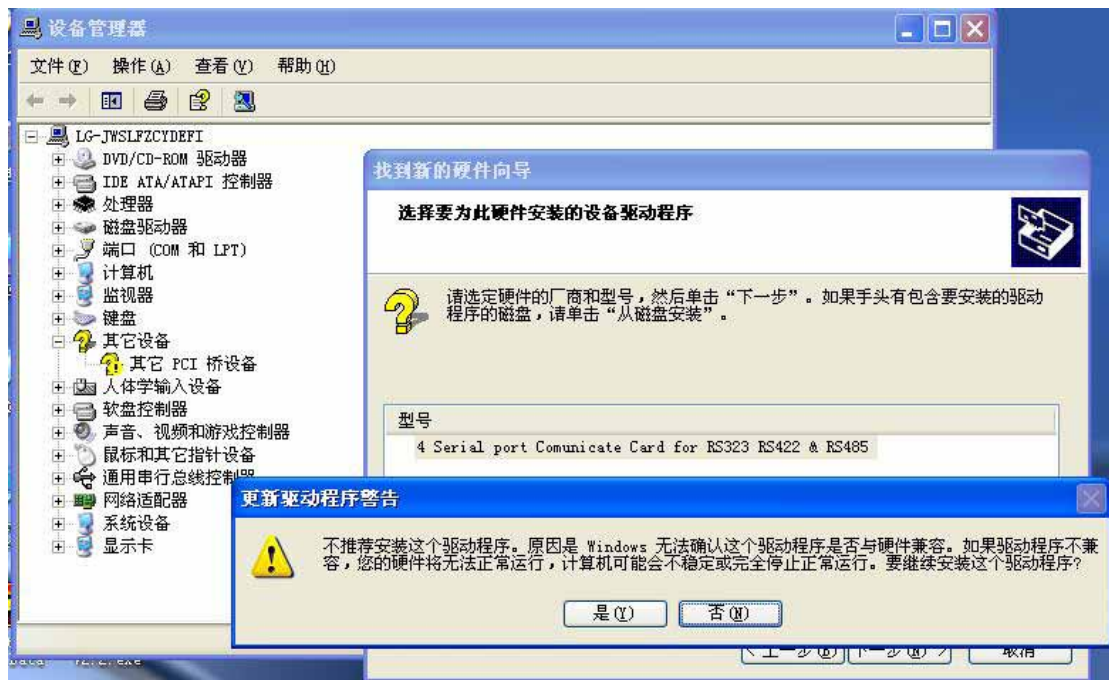 设备管理器
文件(F) 操作(A) 查看(V) 帮助(H)
LG-JWSLFZCYDEFI
DVD/CD-ROM 驱动器
IDE ATA/ATAPI 控制器
处理器
磁盘驱动器
端口 (COM 和 LPT)
计算机
监视器
键盘
其它设备
其它 PCI 桥设备
人体学输入设备
软盘控制器
声音、视频和游戏控制器
鼠标和其它指针设备
通用串行总线控制器
网络适配器
系统设备
显示卡
找到新的硬件向导
选择要为此硬件安装的设备驱动程序
请选定硬件的厂商和型号，然后单击“下一步”。如果手头有包含要安装的驱动
程序的磁盘，请单击“从磁盘安装”。
型号
4 Serial port Comunicate Card for RS323 RS422 & RS485
更新驱动程序警告
不推荐安装这个驱动程序。原因是 Windows 无法确认这个驱动程序是否与硬件兼容。如果驱动程序不兼
容，您的硬件将无法正常运行，计算机可能会不稳定或完全停止正常运行。要继续安装这个驱动程序?
是(Y) 否(N)
< 上一步(B) 下一步(N) > 取消